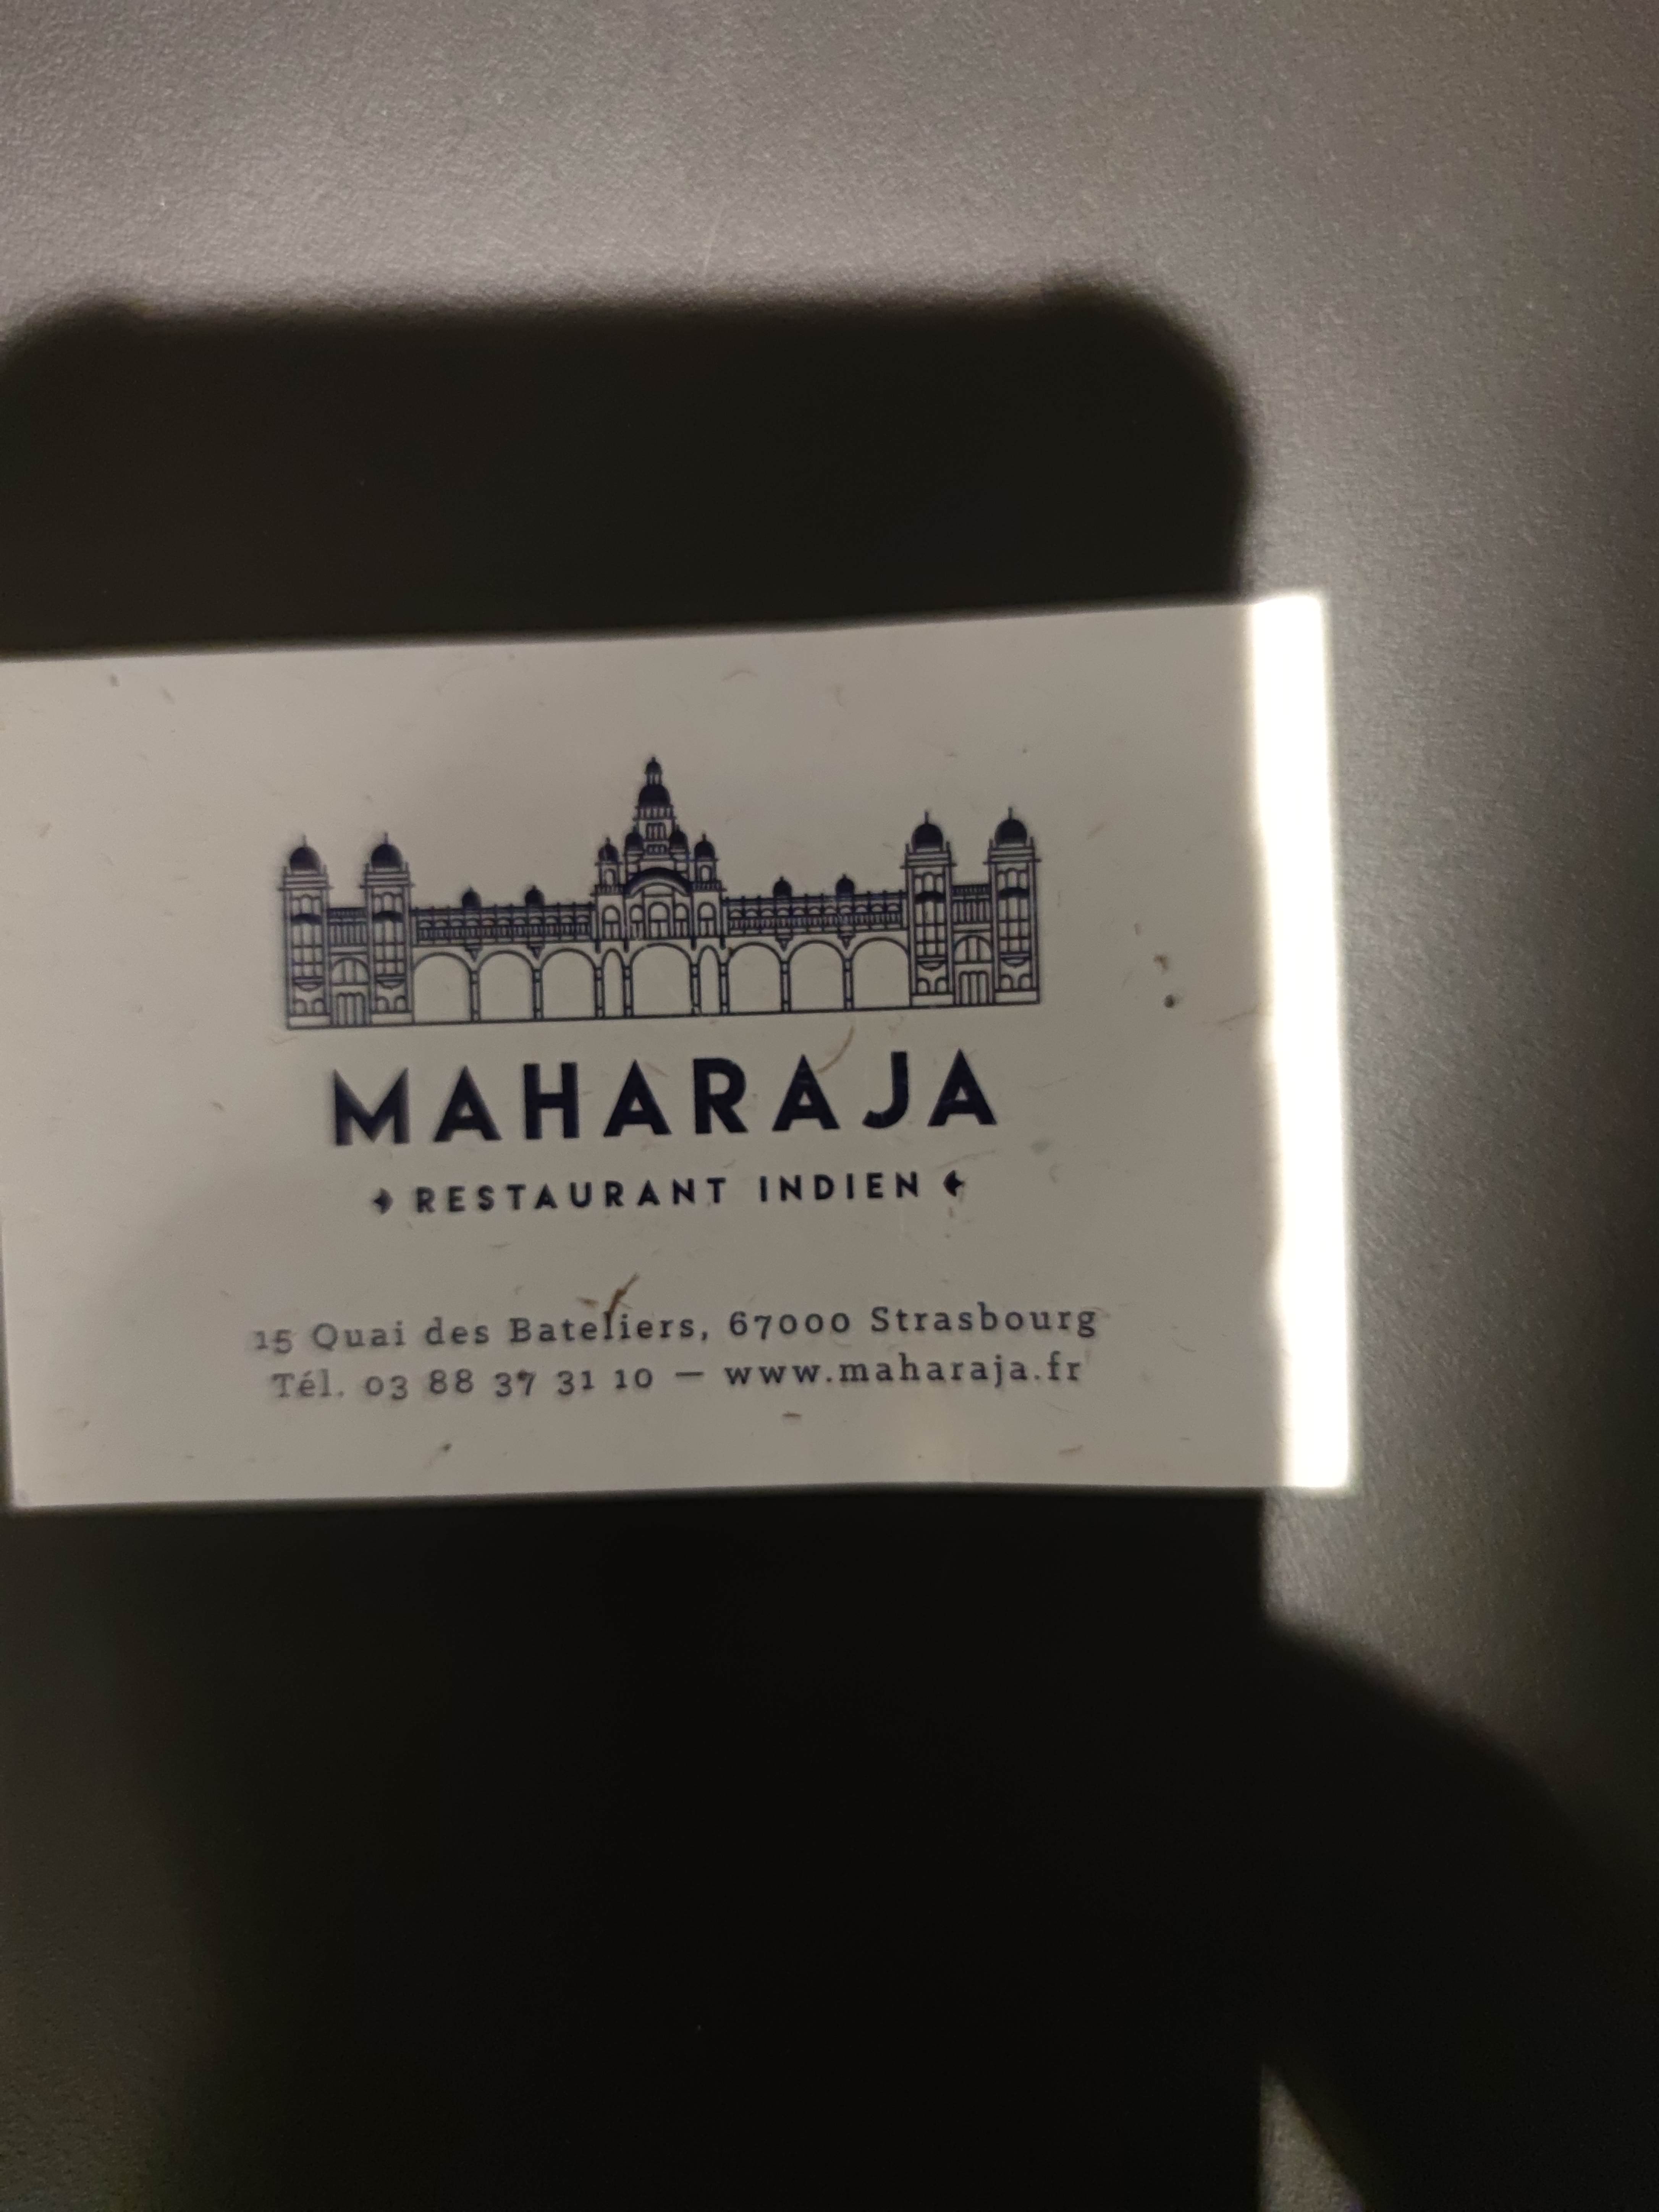 MAHARAJA
RESTAURANT INDIEN
15 Quai des Bateliers, 67000 Strasbourg
Tél. 03 88 37 31 10 — www.maharaja.fr